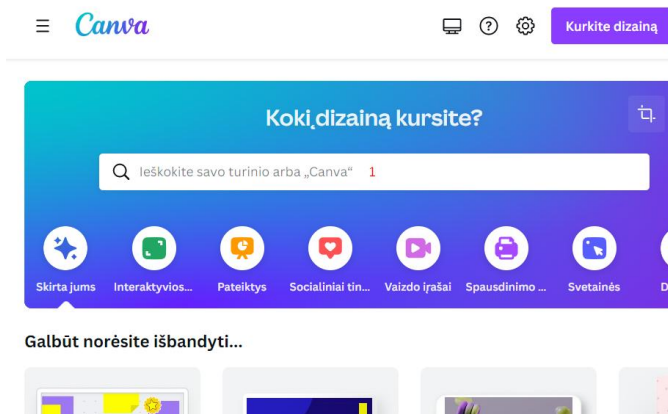 Canva
Kurkite dizainą
Kokį dizainą kursite?
Ieškokite savo turinio arba „Canva“ 1
Skirta jums
Interaktyvios...
Pateiktys
Socialiniai tin...
Vaizdo įrašai
Spausdinimo ...
Svetainės
D
Galbūt norėsite išbandyti...